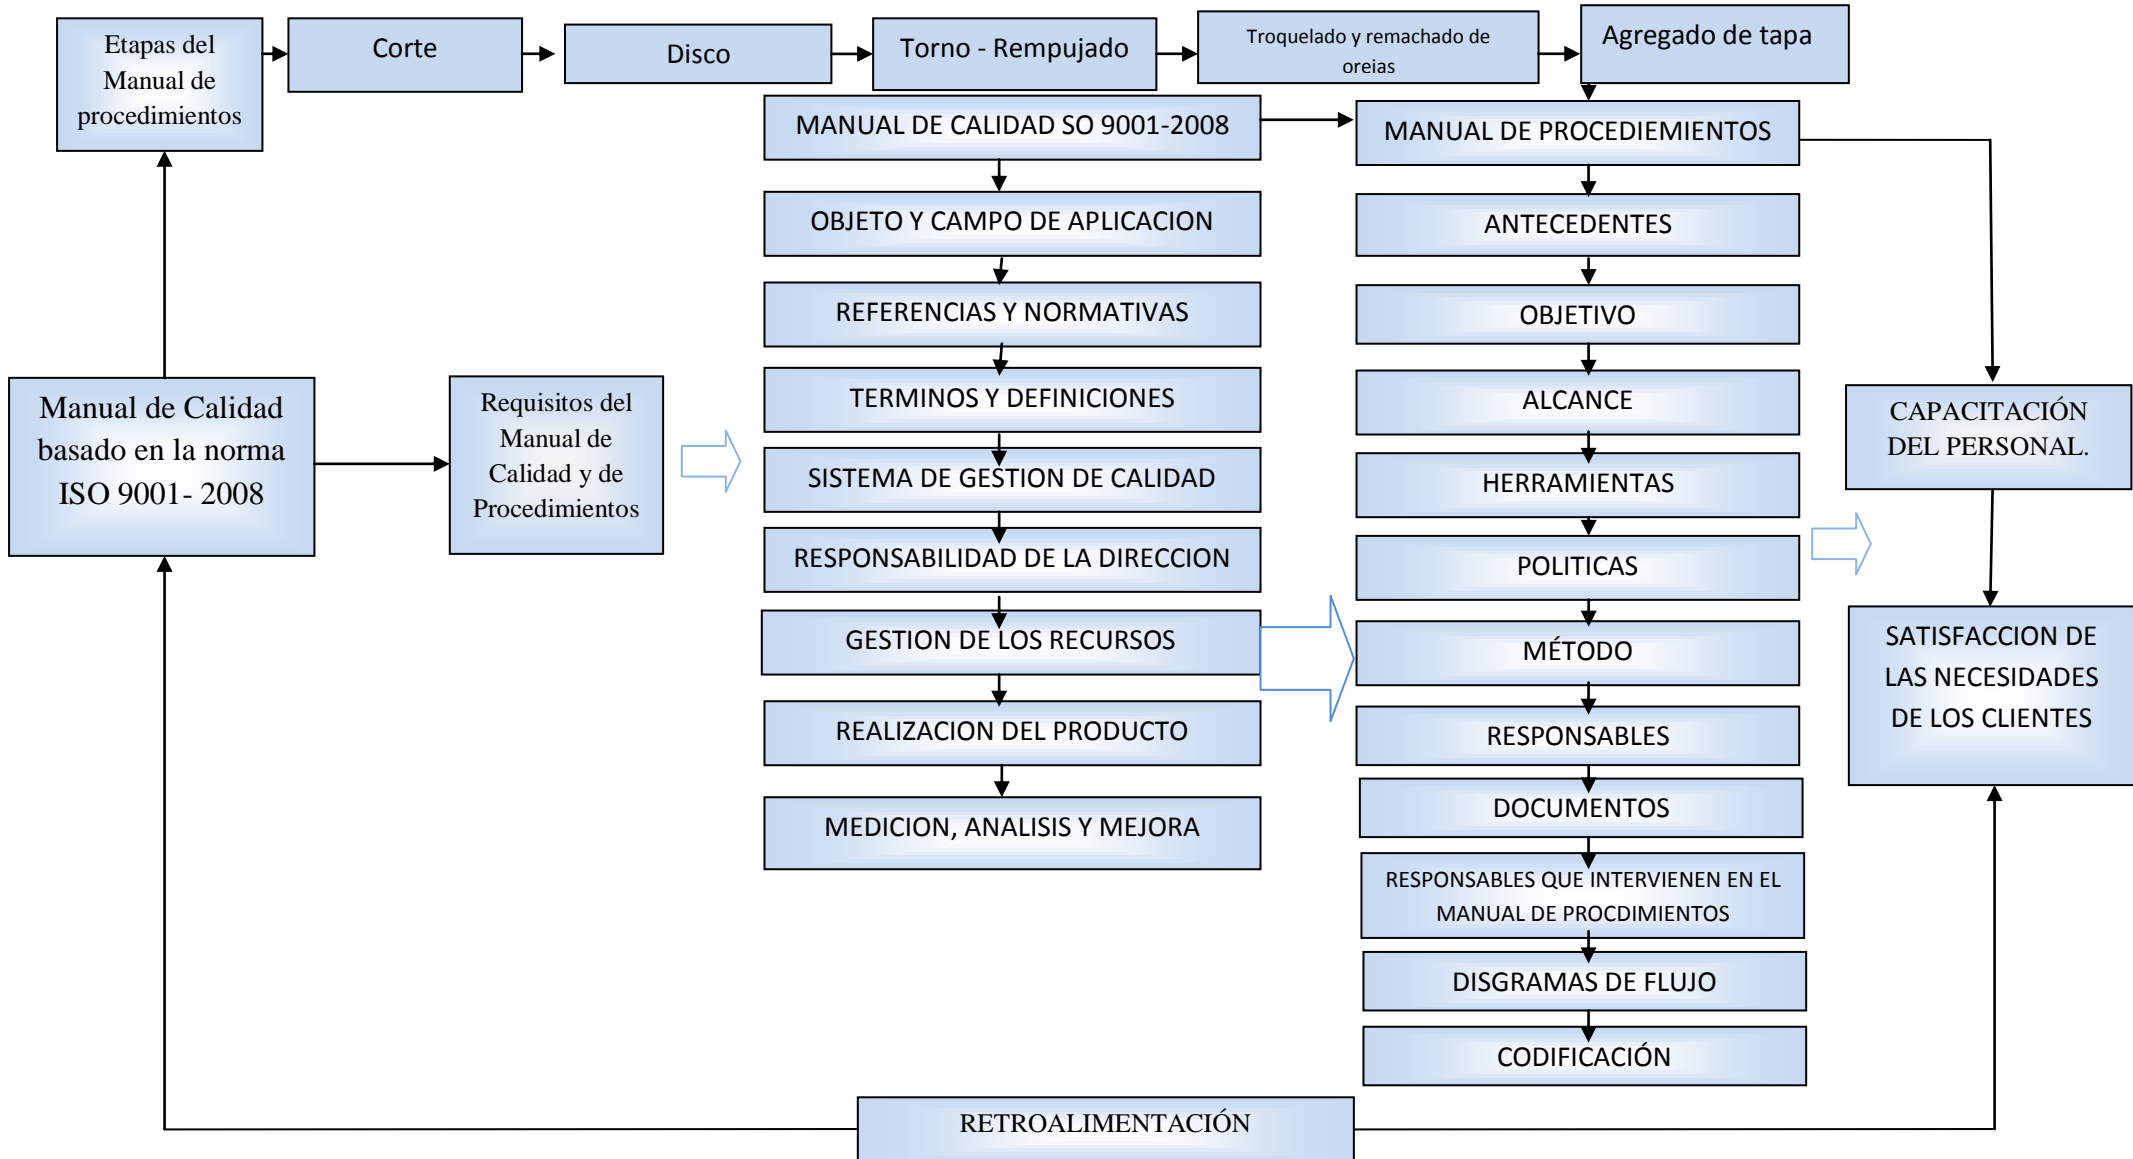 Etapas del
Manual de
procedimientos
Corte
Disco
Torno - Rempujado
Troquelado y remachado de
oreias
Agregado de tapa
MANUAL DE CALIDAD SO 9001-2008
OBJETO Y CAMPO DE APLICACION
REFERENCIAS Y NORMATIVAS
TERMINOS Y DEFINICIONES
SISTEMA DE GESTION DE CALIDAD
RESPONSABILIDAD DE LA DIRECCION
GESTION DE LOS RECURSOS
REALIZACION DEL PRODUCTO
MEDICION, ANALISIS Y MEJORA
MANUAL DE PROCEDIEMIENTOS
ANTECEDENTES
OBJETIVO
ALCANCE
HERRAMIENTAS
POLITICAS
MÉTODO
RESPONSABLES
DOCUMENTOS
RESPONSABLES QUE INTERVIENEN EN EL
MANUAL DE PROCDIMIENTOS
DISGRAMAS DE FLUJO
CODIFICACIÓN
Manual de Calidad
basado en la norma
ISO 9001- 2008
Requisitos del
Manual de
Calidad y de
Procedimientos
CAPACITACIÓN
DEL PERSONAL.
SATISFACCION DE
LAS NECESIDADES
DE LOS CLIENTES
RETROALIMENTACIÓN